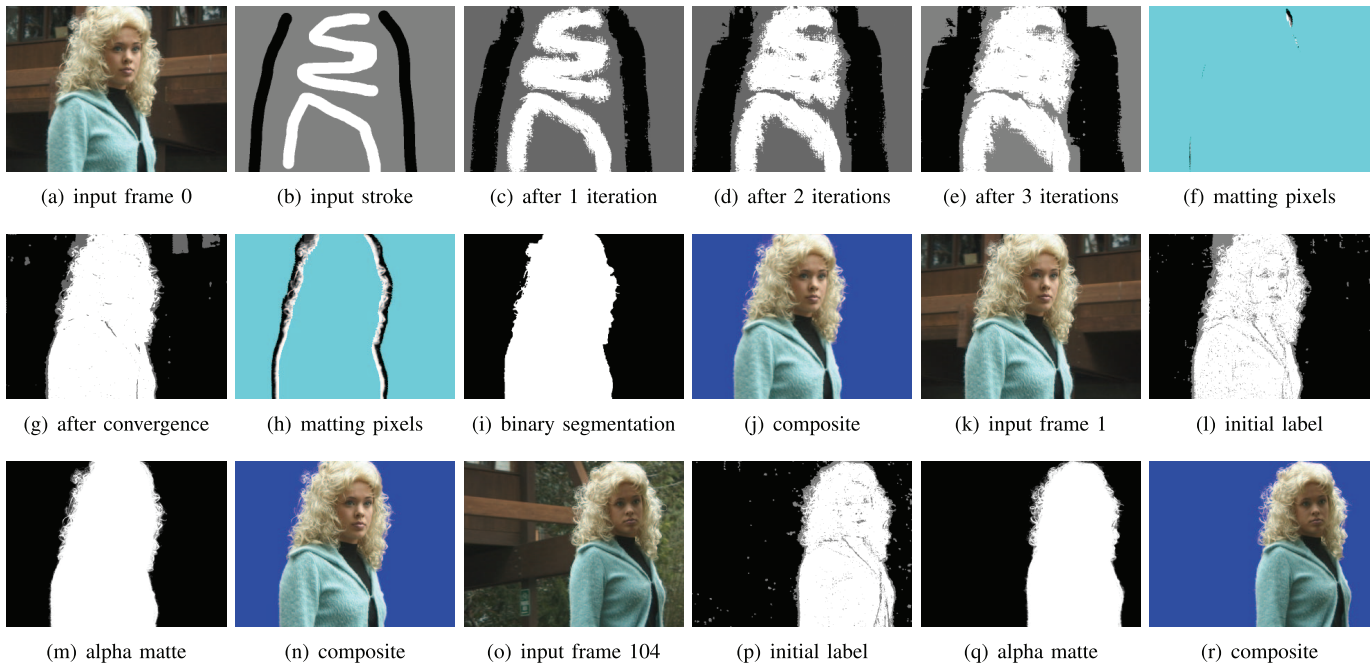 (a) input frame 0
(b) input stroke
(c) after 1 iteration
(d) after 2 iterations
(e) after 3 iterations
(f) matting pixels
(g) after convergence
(h) matting pixels
(i) binary segmentation
(j) composite
(k) input frame 1
(l) initial label
(m) alpha matte
(n) composite
(o) input frame 104
(p) initial label
(q) alpha matte
(r) composite